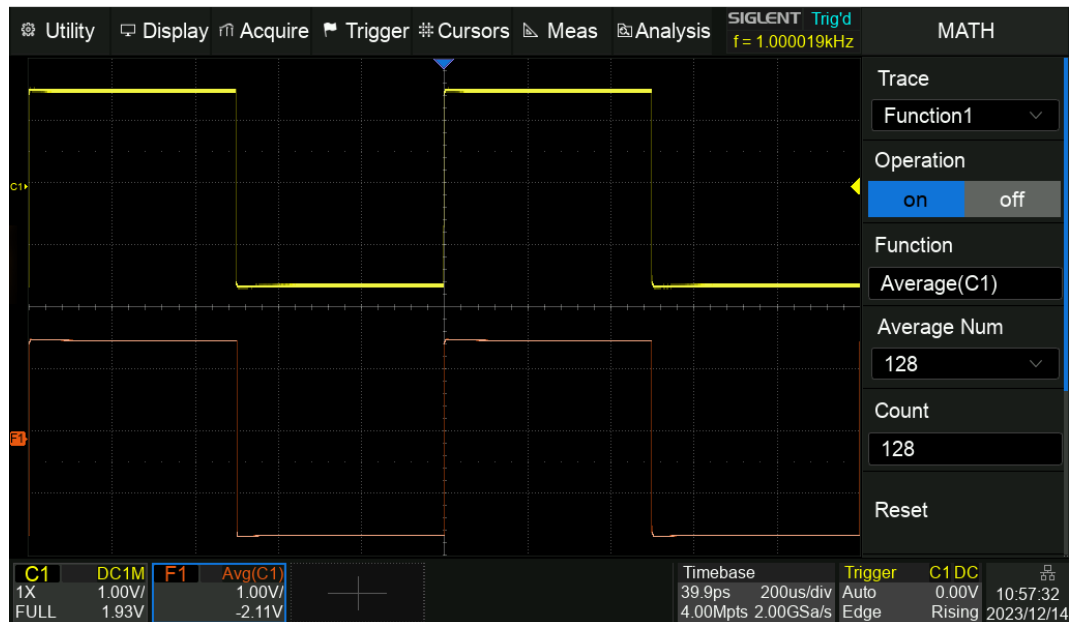 Utility Display Acquire Trigger Cursors Meas Analysis SIGLENT Trig'd
f = 1.000019kHz
MATH
Trace
Function1
Operation
on off
Function
Average(C1)
Average Num
128
Count
128
Reset
C1▸
F1
C1 DC1M
1X 1.00V/
FULL 1.93V
F1 Avg(C1)
1.00V/
-2.11V
Timebase
39.9ps 200us/div
4.00Mpts 2.00GSa/s
Trigger C1 DC
Auto 0.00V
Edge Rising
10:57:32
2023/12/14